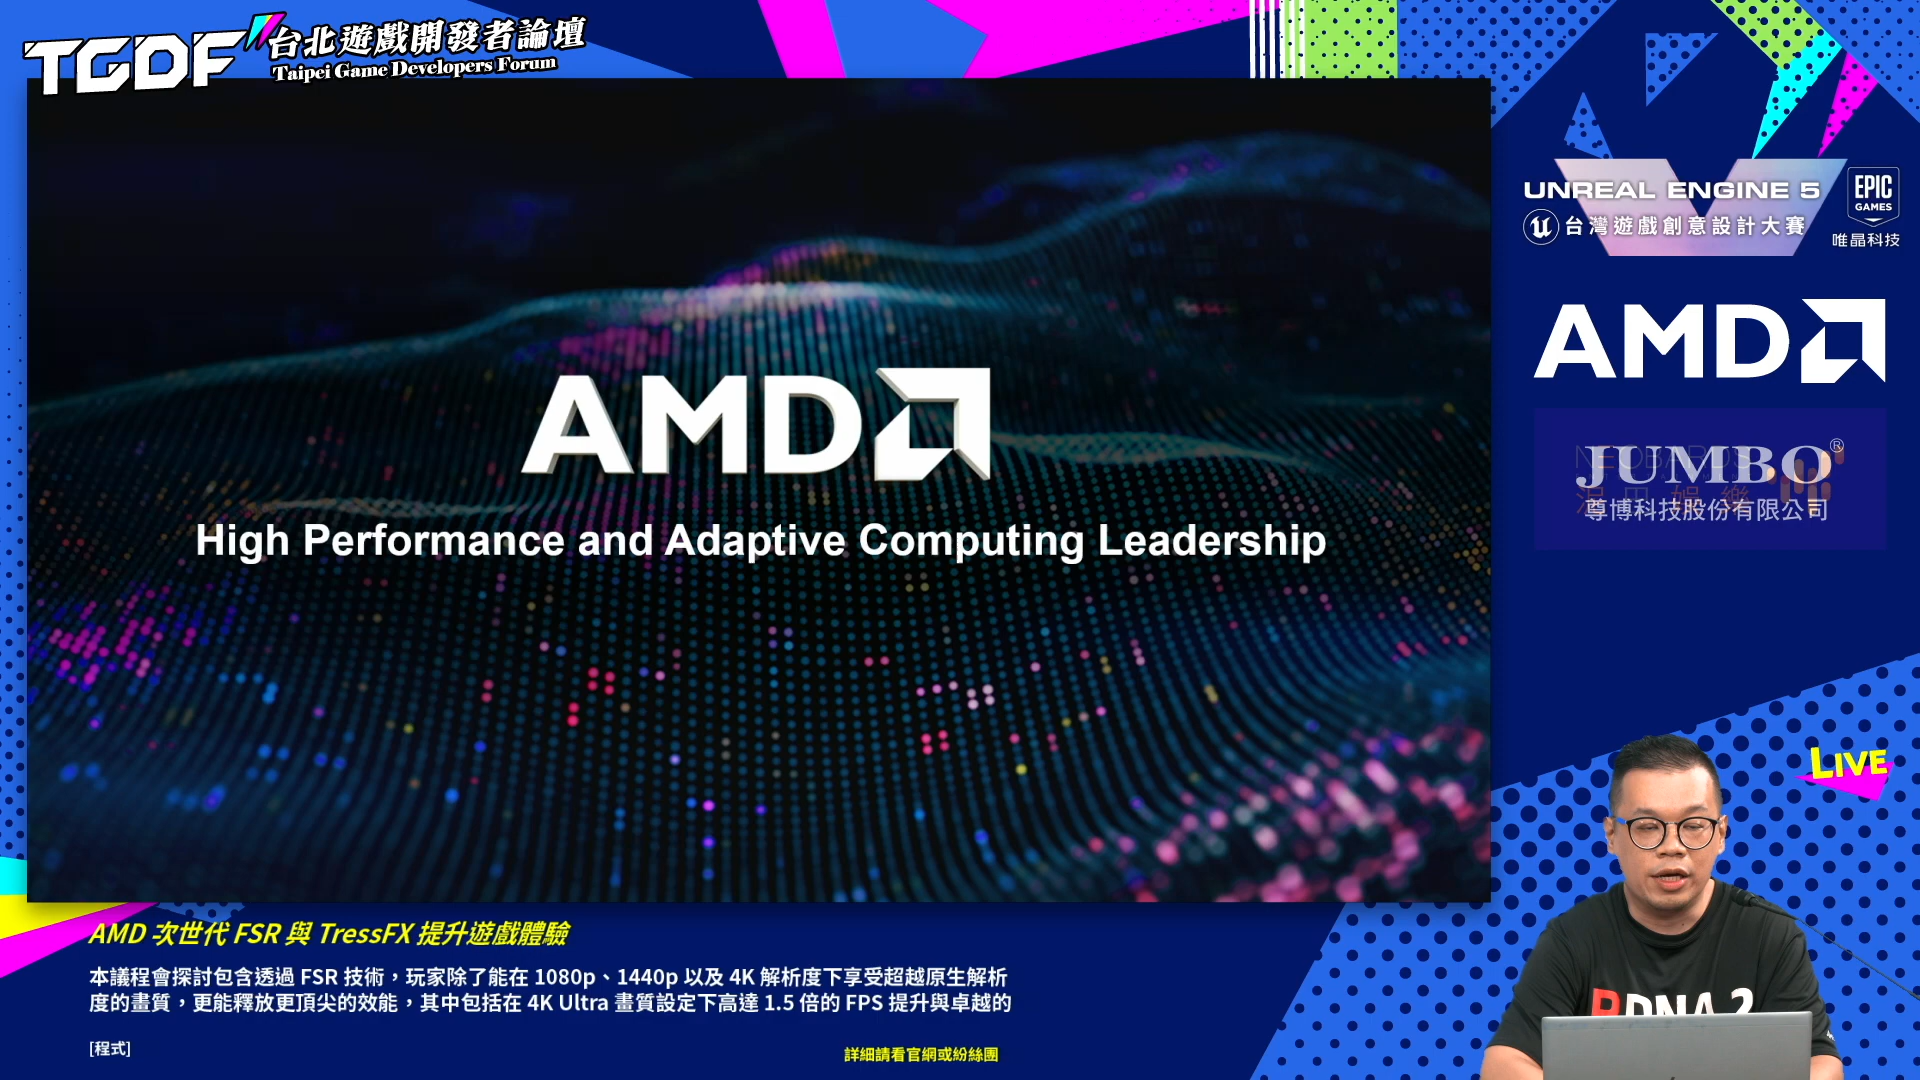 TGDF 台北遊戲開發者論壇
Taipei Game Developers Forum
UNREAL ENGINE 5
台灣遊戲創意設計大賽
EPIC
GAMES
唯晶科技
AMD
AMD
High Performance and Adaptive Computing Leadership
JUMBO®
尊博科技股份有限公司
LIVE
AMD 次世代 FSR 與 TressFX 提升遊戲體驗
本議程會探討包含透過 FSR 技術，玩家除了能在 1080p、1440p 以及 4K 解析度下享受超越原生解析
度的畫質，更能釋放更頂尖的效能，其中包括在 4K Ultra 畫質設定下高達 1.5 倍的 FPS 提升與卓越的
[程式]
詳細請看官網或紛絲團
RDNA 2